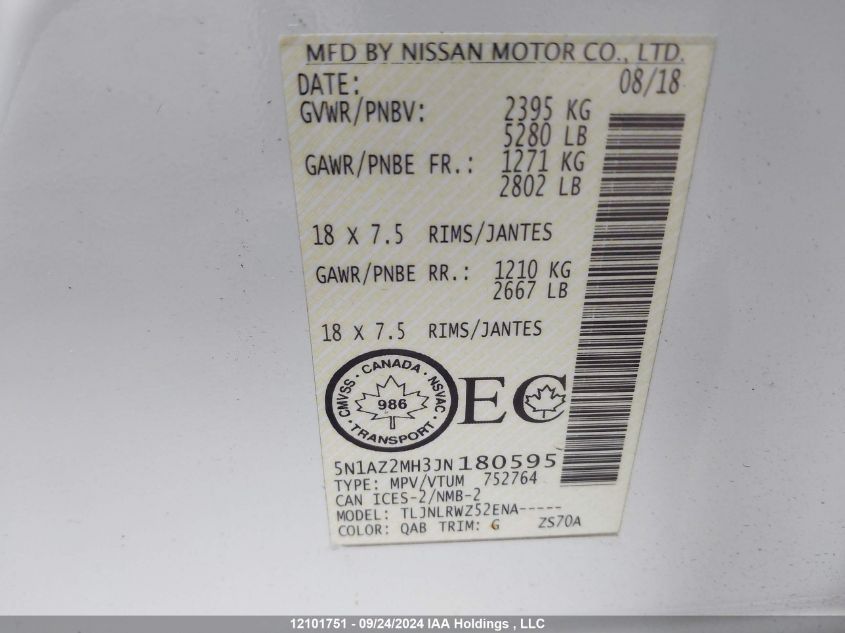 MFD BY NISSAN MOTOR CO., LTD.
DATE: 08/18
GVWR/PNBV: 2395 KG
5280 LB
GAWR/PNBE FR.: 1271 KG
2802 LB
18 X 7.5 RIMS/JANTES
GAWR/PNBE RR.: 1210 KG
2667 LB
18 X 7.5 RIMS/JANTES
CMVSS · CANADA · NSVAC · TRANSPORT ·
986
EC
5N1AZ2MH3JN180595
TYPE: MPV/VTUM 752764
CAN ICES-2/NMB-2
MODEL: TLJNLRWZ52ENA-----
COLOR: QAB TRIM: G ZS70A
12101751 - 09/24/2024 IAA Holdings , LLC